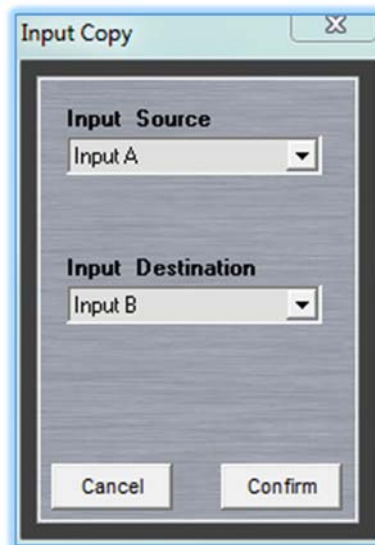 Input Copy
Input Source
Input A
Input Destination
Input B
Cancel
Confirm